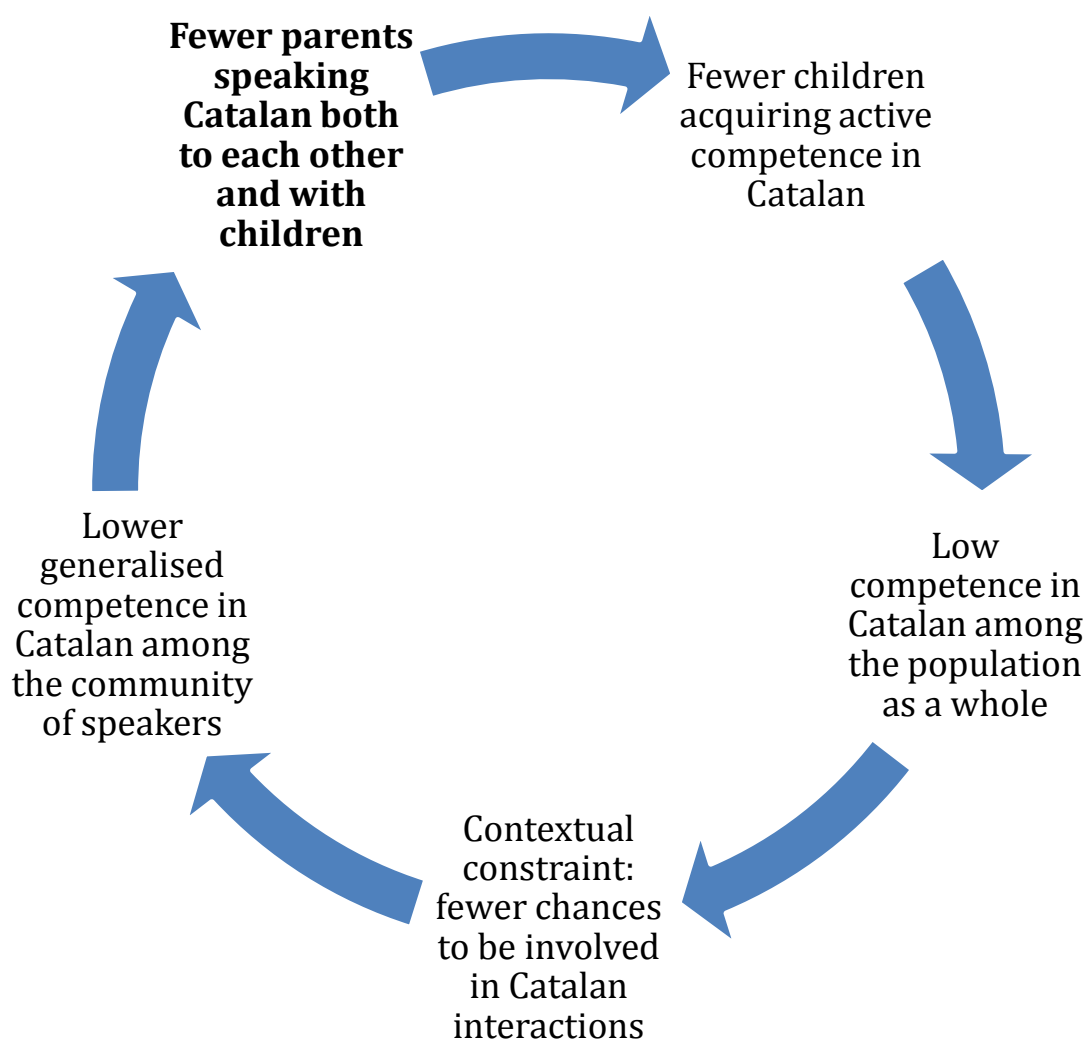 Fewer parents
speaking
Catalan both
to each other
and with
children
Fewer children
acquiring active
competence in
Catalan
Low
competence in
Catalan among
the population
as a whole
Contextual
constraint:
fewer chances
to be involved
in Catalan
interactions
Lower
generalised
competence in
Catalan among
the community
of speakers